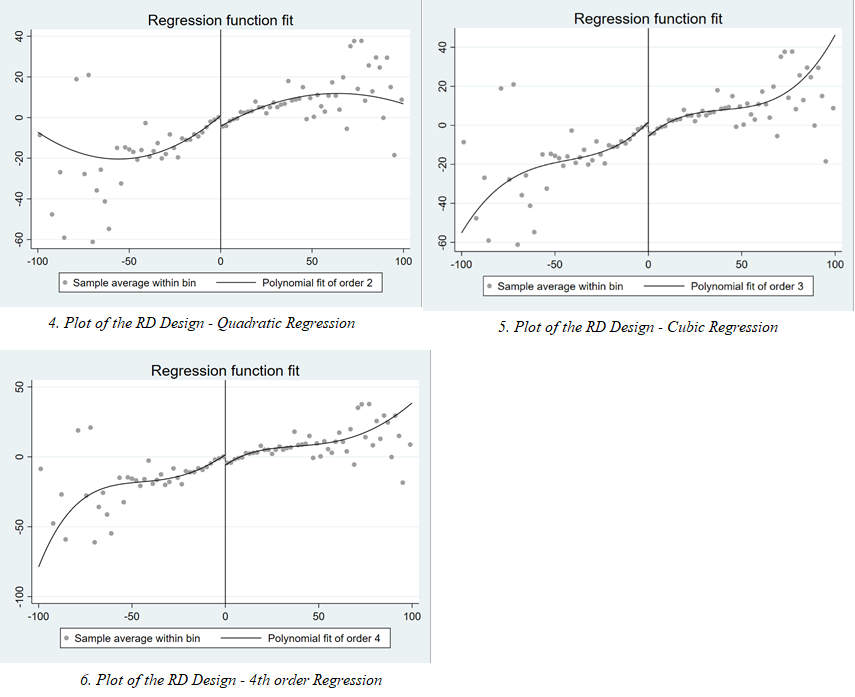 Regression function fit
40
20
0
-20
-40
-60
-100
-50
0
50
100
Sample average within bin
Polynomial fit of order 2
4. Plot of the RD Design - Quadratic Regression
Regression function fit
40
20
0
-20
-40
-60
-100
-50
0
50
100
Sample average within bin
Polynomial fit of order 3
5. Plot of the RD Design - Cubic Regression
Regression function fit
50
0
-50
-100
-100
-50
0
50
100
Sample average within bin
Polynomial fit of order 4
6. Plot of the RD Design - 4th order Regression